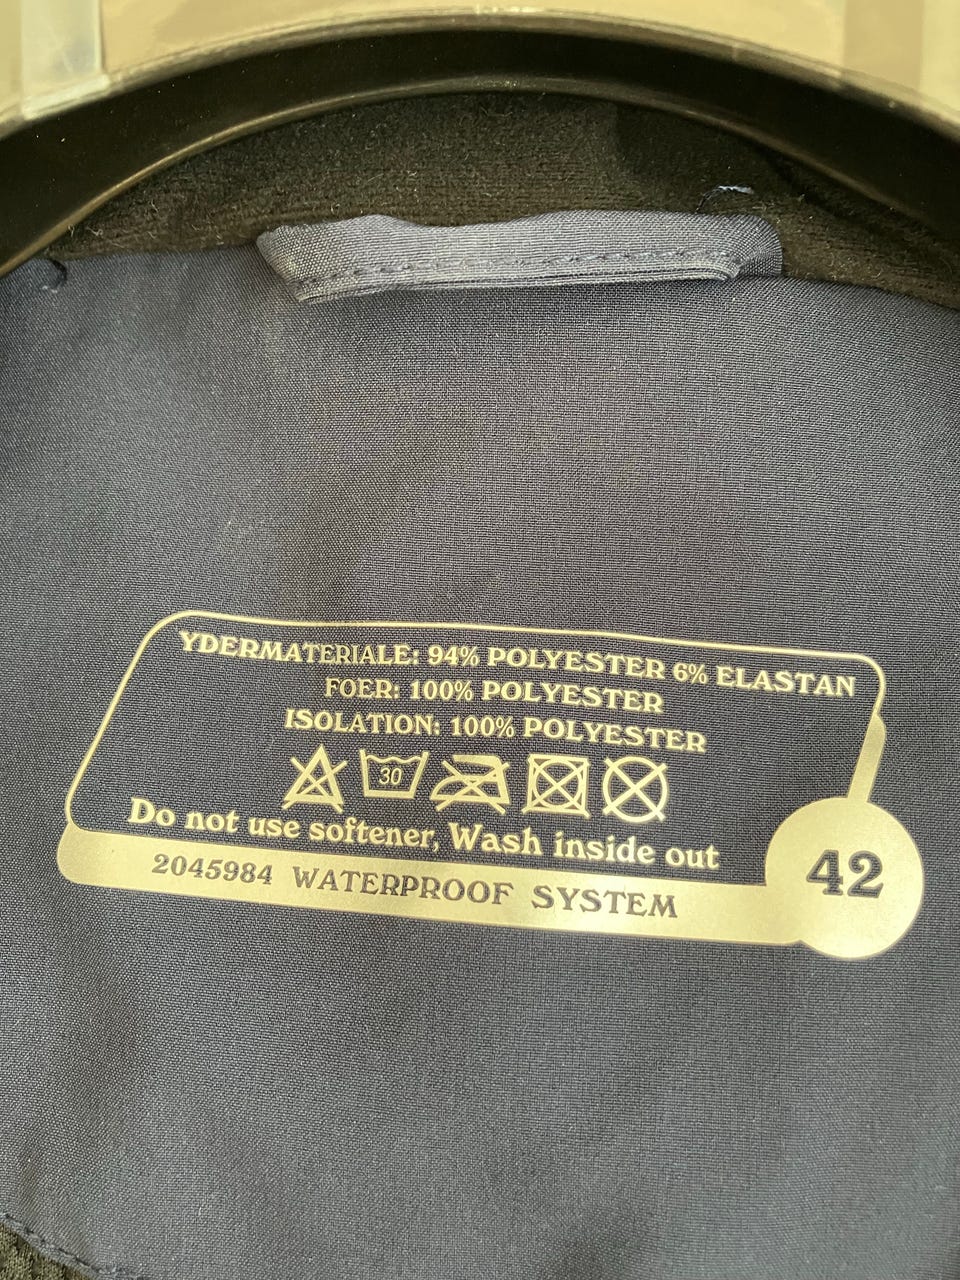 YDERMATERIALE: 94% POLYESTER 6% ELASTAN
FOER: 100% POLYESTER
ISOLATION: 100% POLYESTER
30
Do not use softener, Wash inside out
2045984 WATERPROOF SYSTEM
42